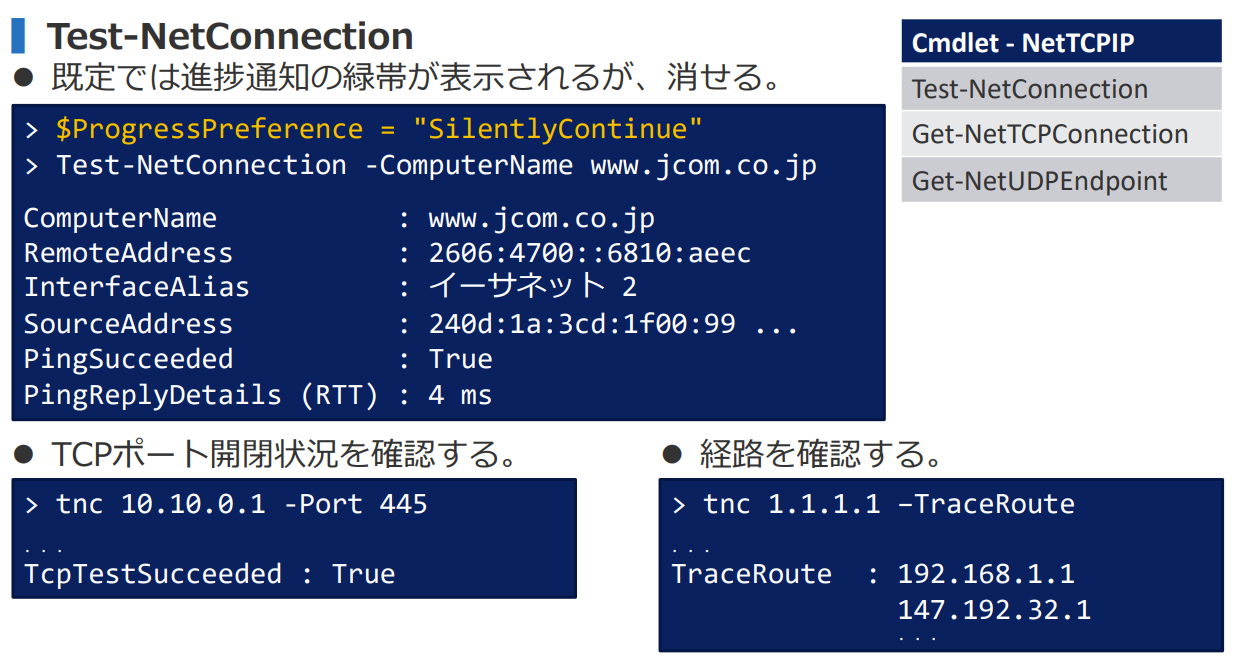 Test-NetConnection
● 既定では進捗通知の緑帯が表示されるが、消せる。
> $ProgressPreference = "SilentlyContinue"
> Test-NetConnection -ComputerName www.jcom.co.jp
ComputerName : www.jcom.co.jp
RemoteAddress : 2606:4700::6810:aeec
InterfaceAlias : イーサネット 2
SourceAddress : 240d:1a:3cd:1f00:99 ...
PingSucceeded : True
PingReplyDetails (RTT) : 4 ms
Cmdlet - NetTCPIP
Test-NetConnection
Get-NetTCPConnection
Get-NetUDPEndpoint
● TCPポート開閉状況を確認する。
> tnc 10.10.0.1 -Port 445
...
TcpTestSucceeded : True
● 経路を確認する。
> tnc 1.1.1.1 –TraceRoute
...
TraceRoute : 192.168.1.1
147.192.32.1
...